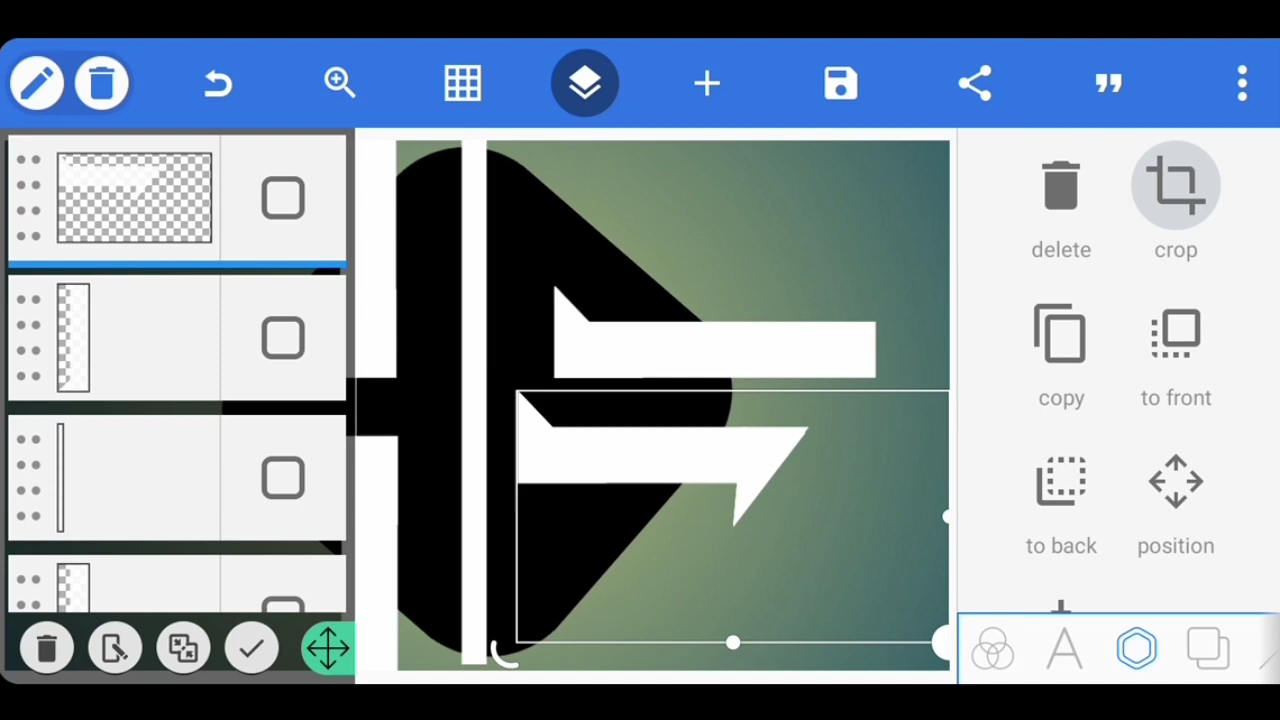 delete
crop
copy
to front
to back
position